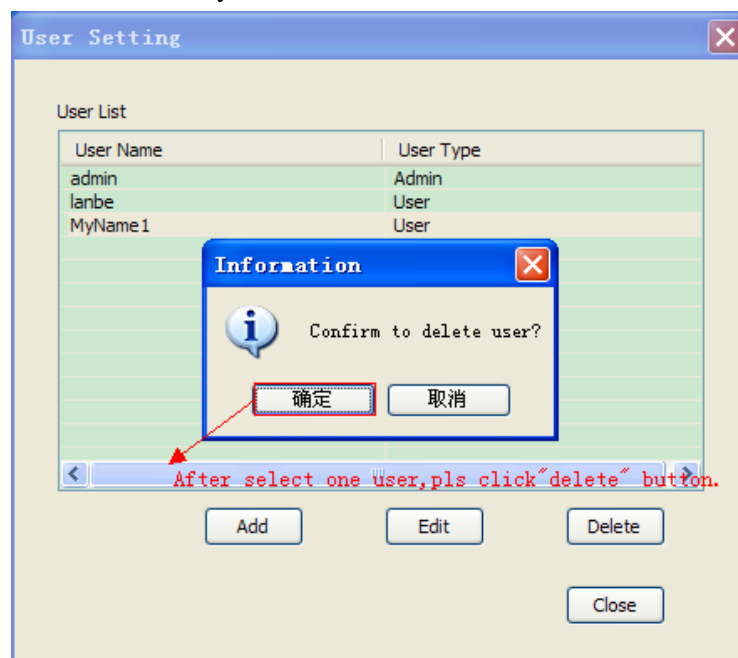 User Setting
User List
User Name User Type
admin Admin
lanbe User
MyName1 User
Information
Confirm to delete user?
确定 取消
After select one user,pls click"delete" button.
Add Edit Delete
Close